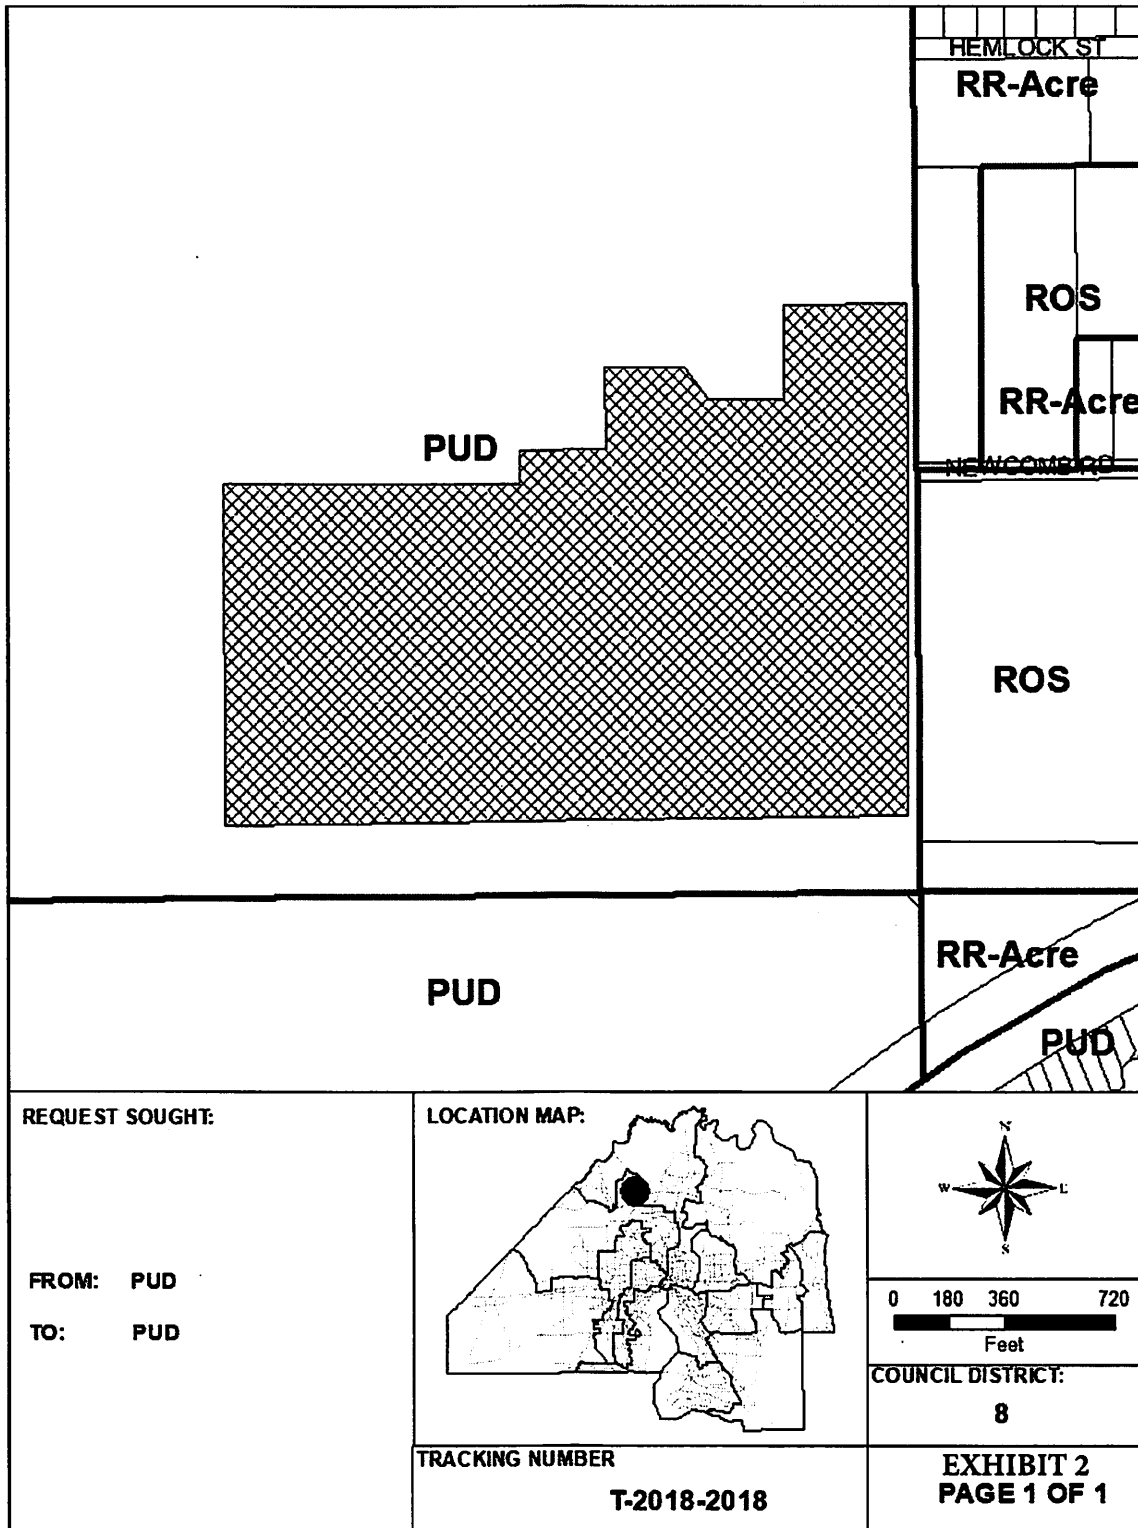 HEMLOCK ST
RR-Acre
ROS
RR-Acre
PUD
NEWCOMB RD
ROS
RR-Acre
PUD
PUD
REQUEST SOUGHT:
FROM: PUD
TO: PUD
LOCATION MAP:
N
W E
S
0 180 360 720
Feet
COUNCIL DISTRICT:
8
TRACKING NUMBER
T-2018-2018
EXHIBIT 2
PAGE 1 OF 1